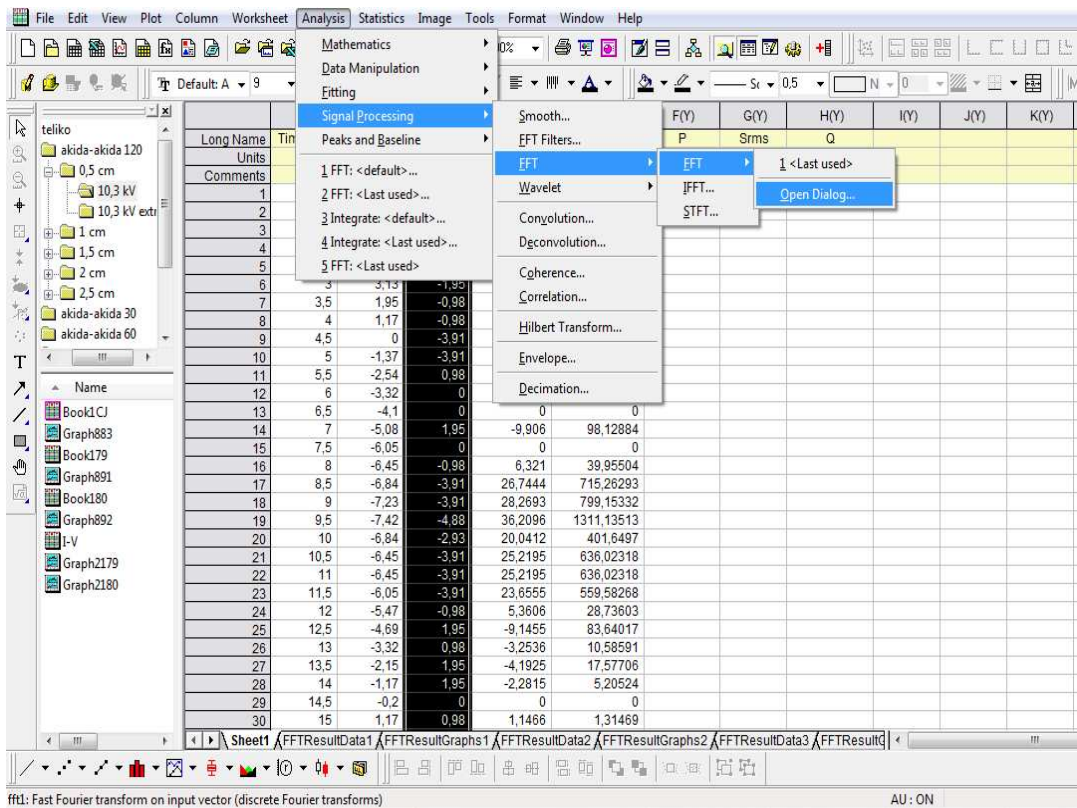 File Edit View Plot Column Worksheet Analysis Statistics Image Tools Format Window Help
0%
Default: A 9
0,5
N 0
Mathematics
Data Manipulation
Fitting
Signal Processing
Peaks and Baseline
1 FFT: <default>...
2 FFT: <Last used>...
3 Integrate: <default>...
4 Integrate: <Last used>...
5 FFT: <Last used>
Smooth...
FFT Filters...
FFT
Wavelet
Convolution...
Deconvolution...
Coherence...
Correlation...
Hilbert Transform...
Envelope...
Decimation...
FFT
IFFT...
STFT...
1 <Last used>
Open Dialog...
teliko
akida-akida 120
0,5 cm
10,3 kV
10,3 kV extr
1 cm
1,5 cm
2 cm
2,5 cm
akida-akida 30
akida-akida 60
Name
Book1CJ
Graph883
Book179
Graph891
Book180
Graph892
I-V
Graph2179
Graph2180
F(Y) G(Y) H(Y) I(Y) J(Y) K(Y)
Long Name Tim P Srms Q
Units
Comments
1
2
3
4
5
6 3 3,13 -1,95
7 3,5 1,95 -0,98
8 4 1,17 -0,98
9 4,5 0 -3,91
10 5 -1,37 -3,91
11 5,5 -2,54 0,98
12 6 -3,32 0
13 6,5 -4,1 0 0 0
14 7 -5,08 1,95 -9,906 98,12884
15 7,5 -6,05 0 0 0
16 8 -6,45 -0,98 6,321 39,95504
17 8,5 -6,84 -3,91 26,7444 715,26293
18 9 -7,23 -3,91 28,2693 799,15332
19 9,5 -7,42 -4,88 36,2096 1311,13513
20 10 -6,84 -2,93 20,0412 401,6497
21 10,5 -6,45 -3,91 25,2195 636,02318
22 11 -6,45 -3,91 25,2195 636,02318
23 11,5 -6,05 -3,91 23,6555 559,58268
24 12 -5,47 -0,98 5,3606 28,73603
25 12,5 -4,69 1,95 -9,1455 83,64017
26 13 -3,32 0,98 -3,2536 10,58591
27 13,5 -2,15 1,95 -4,1925 17,57706
28 14 -1,17 1,95 -2,2815 5,20524
29 14,5 -0,2 0 0 0
30 15 1,17 0,98 1,1466 1,31469
Sheet1 FFTResultData1 FFTResultGraphs1 FFTResultData2 FFTResultGraphs2 FFTResultData3 FFTResultG
fft1: Fast Fourier transform on input vector (discrete Fourier transforms) AU : ON